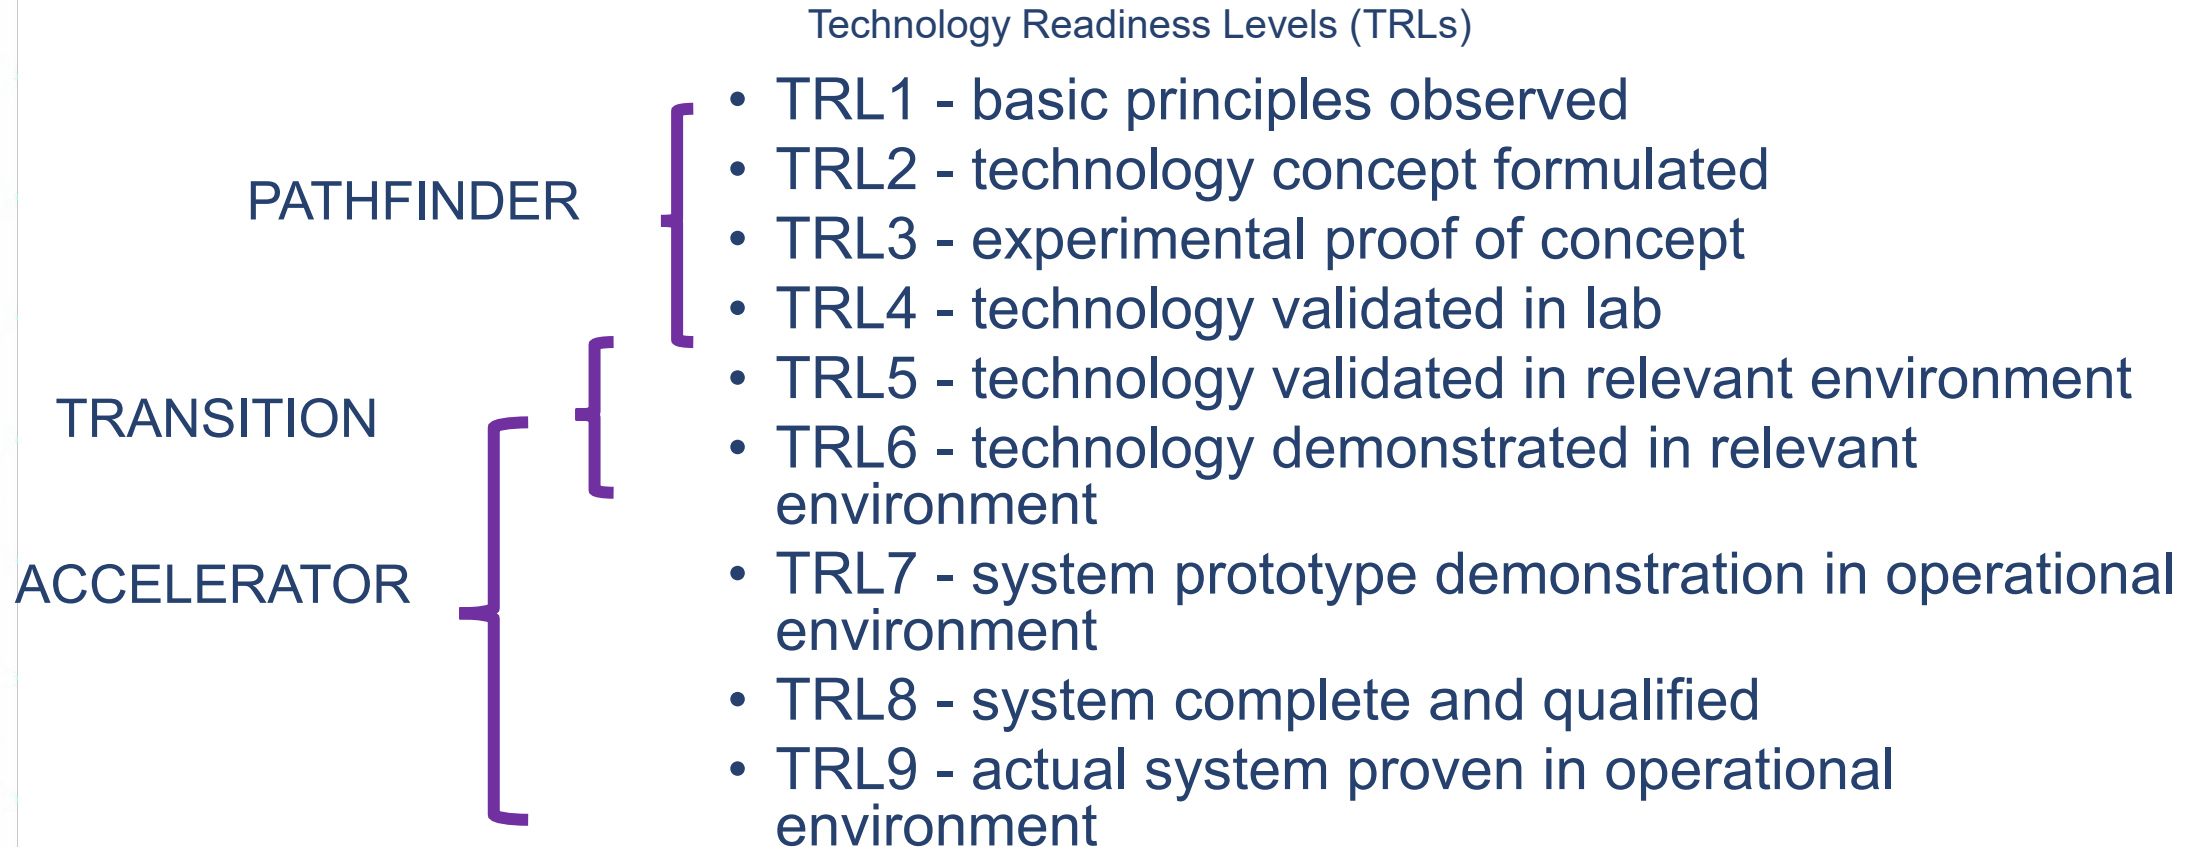 Technology Readiness Levels (TRLs)
• TRL1 - basic principles observed
• TRL2 - technology concept formulated
PATHFINDER
• TRL3 - experimental proof of concept
• TRL4 - technology validated in lab
• TRL5 - technology validated in relevant environment
TRANSITION
• TRL6 - technology demonstrated in relevant
environment
ACCELERATOR
• TRL7 - system prototype demonstration in operational
environment
• TRL8 - system complete and qualified
• TRL9 - actual system proven in operational
environment